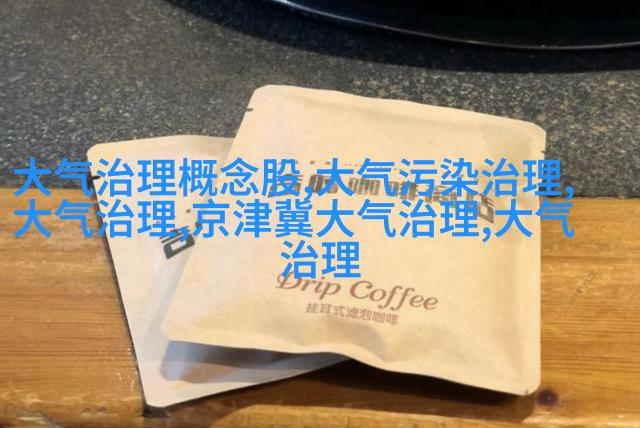 大气治理概念股,大气污染治理,
大气治理,京津冀大气治理,大气
治理
Drip Coffee
挂耳式滤泡咖啡